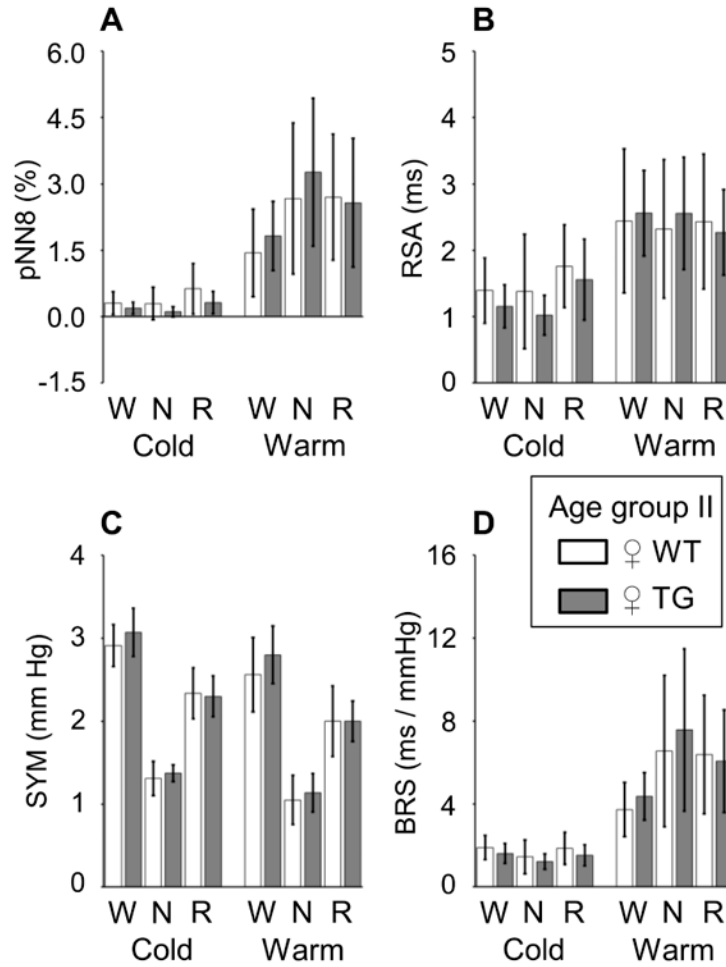 A
pNN8 (%)
6.0
4.5
3.0
1.5
0.0
-1.5
W N R W N R
Cold Warm
B
RSA (ms)
5
4
3
2
1
0
W N R W N R
Cold Warm
C
SYM (mm Hg)
4
3
2
1
0
W N R W N R
Cold Warm
Age group II
♀ WT
♀ TG
D
BRS (ms / mmHg)
16
12
8
4
0
W N R W N R
Cold Warm